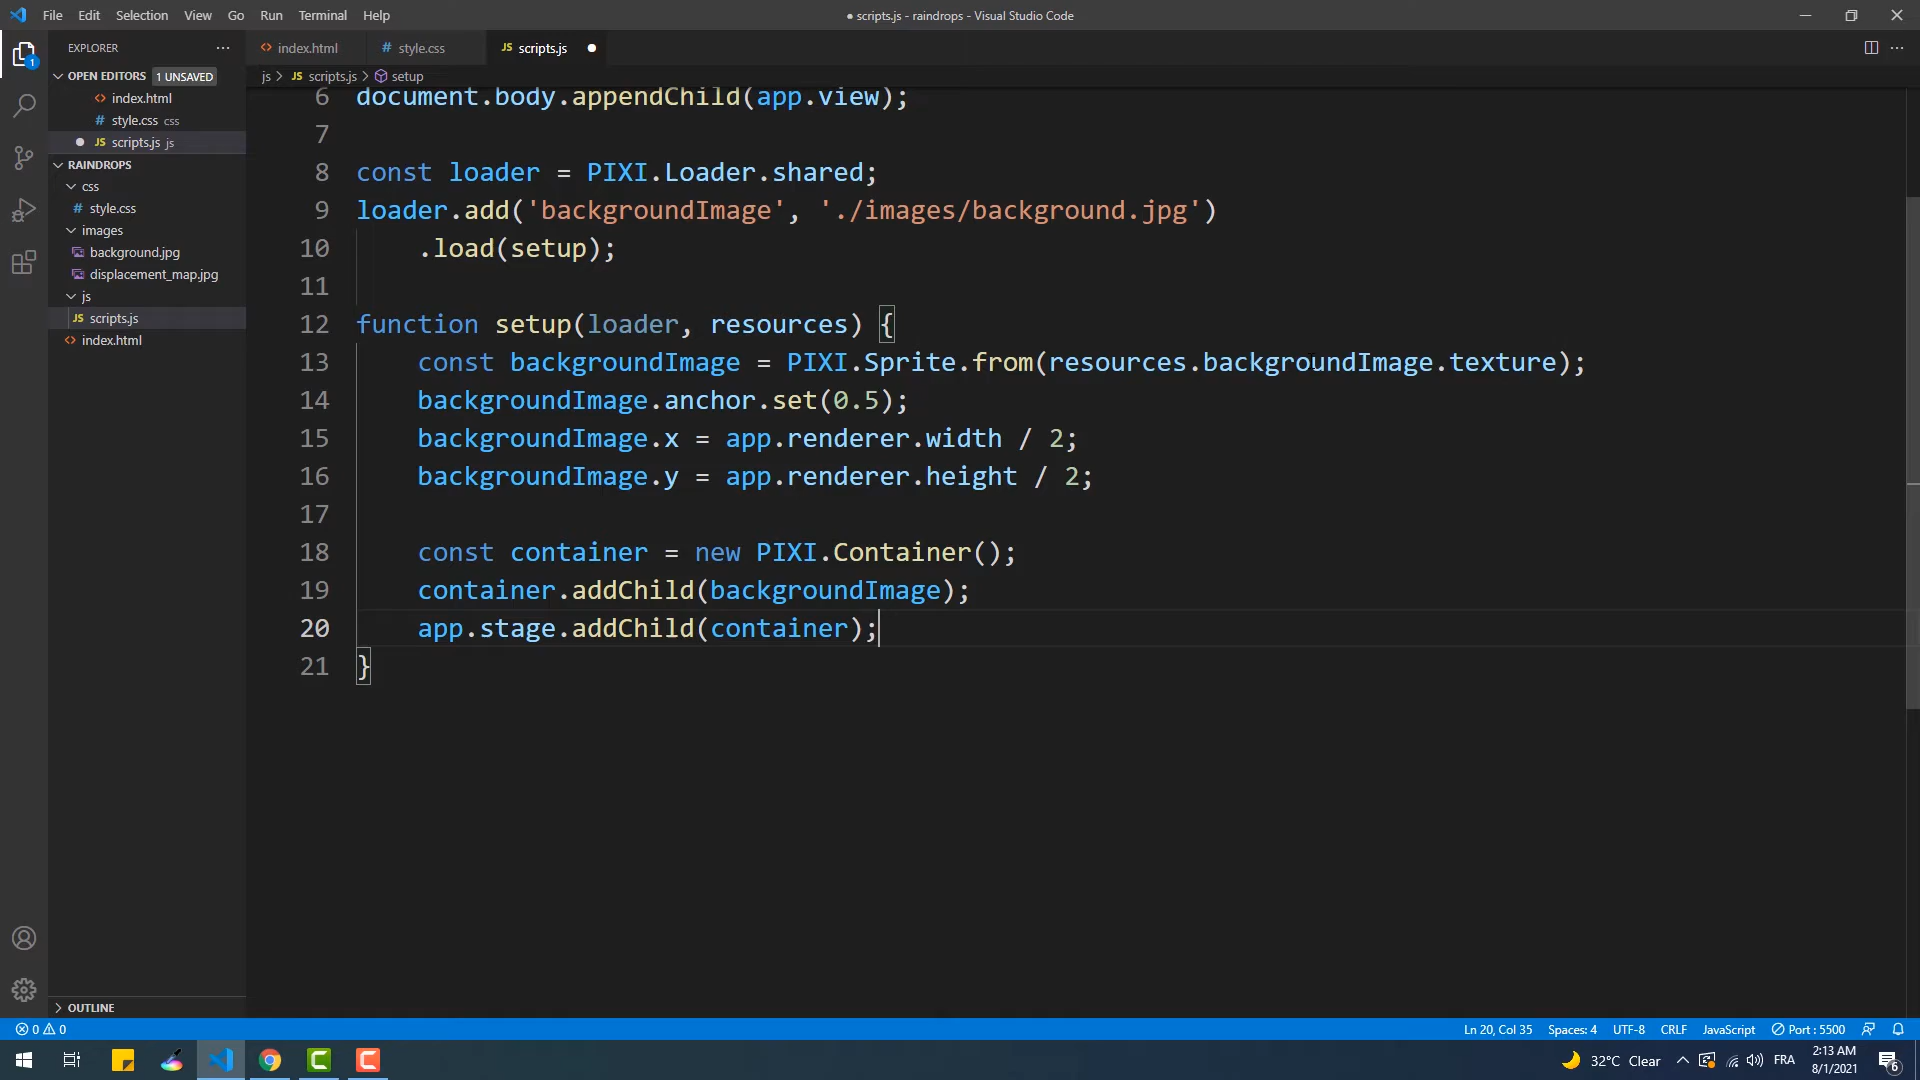 File Edit Selection View Go Run Terminal Help
● scripts.js - raindrops - Visual Studio Code
EXPLORER
index.html
style.css
JS scripts.js
OPEN EDITORS 1 UNSAVED
js > JS scripts.js > setup
index.html
style.css css
JS scripts.js js
RAINDROPS
css
style.css
images
background.jpg
displacement_map.jpg
js
JS scripts.js
index.html
OUTLINE
6 document.body.appendChild(app.view);
7
8 const loader = PIXI.Loader.shared;
9 loader.add('backgroundImage', './images/background.jpg')
10 .load(setup);
11
12 function setup(loader, resources) {
13 const backgroundImage = PIXI.Sprite.from(resources.backgroundImage.texture);
14 backgroundImage.anchor.set(0.5);
15 backgroundImage.x = app.renderer.width / 2;
16 backgroundImage.y = app.renderer.height / 2;
17
18 const container = new PIXI.Container();
19 container.addChild(backgroundImage);
20 app.stage.addChild(container);
21 }
0 0
Ln 20, Col 35 Spaces: 4 UTF-8 CRLF JavaScript Port : 5500
32°C Clear
FRA
2:13 AM
8/1/2021
6
1